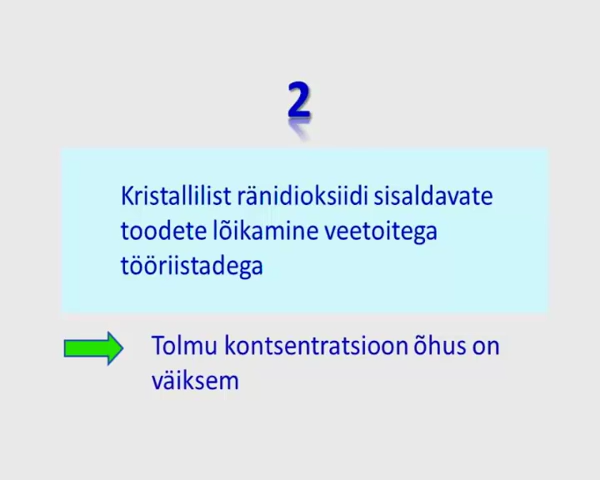 2
Kristallilist ränidioksiidi sisaldavate
toodete lõikamine veetoitega
tööriistadega
Tolmu kontsentratsioon õhus on
väiksem